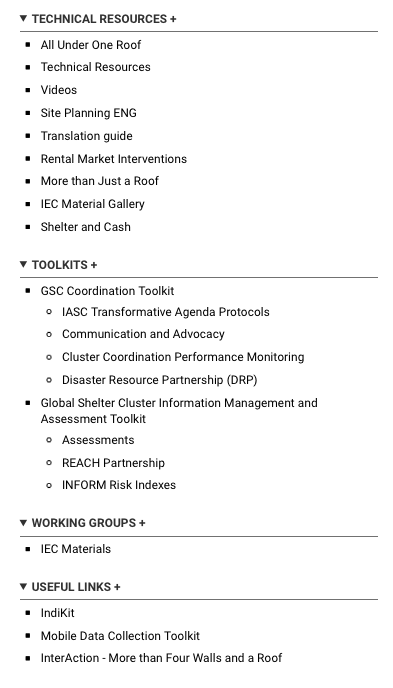 TECHNICAL RESOURCES +
All Under One Roof
Technical Resources
Videos
Site Planning ENG
Translation guide
Rental Market Interventions
More than Just a Roof
IEC Material Gallery
Shelter and Cash
TOOLKITS +
GSC Coordination Toolkit
IASC Transformative Agenda Protocols
Communication and Advocacy
Cluster Coordination Performance Monitoring
Disaster Resource Partnership (DRP)
Global Shelter Cluster Information Management and
Assessment Toolkit
Assessments
REACH Partnership
INFORM Risk Indexes
WORKING GROUPS +
IEC Materials
USEFUL LINKS +
IndiKit
Mobile Data Collection Toolkit
InterAction - More than Four Walls and a Roof